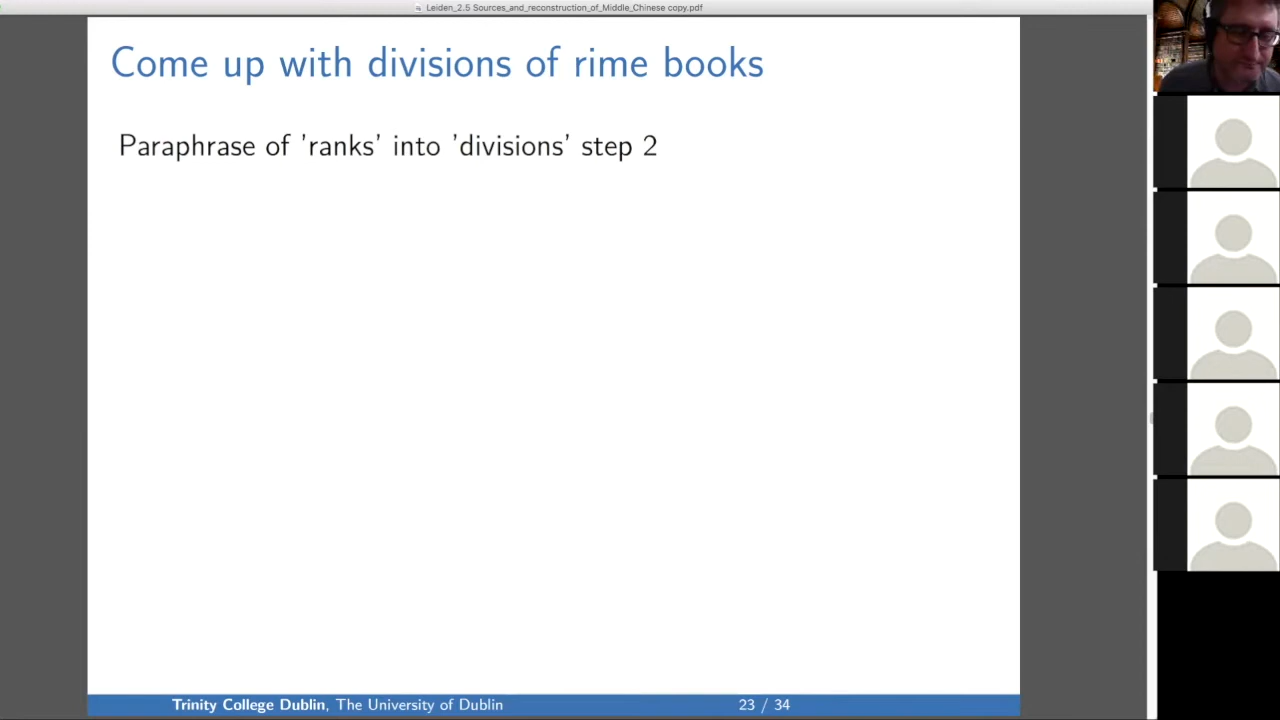 Leiden_2.5 Sources_and_reconstruction_of_Middle_Chinese copy.pdf
Come up with divisions of rime books
Paraphrase of 'ranks' into 'divisions' step 2
Trinity College Dublin, The University of Dublin 23 / 34